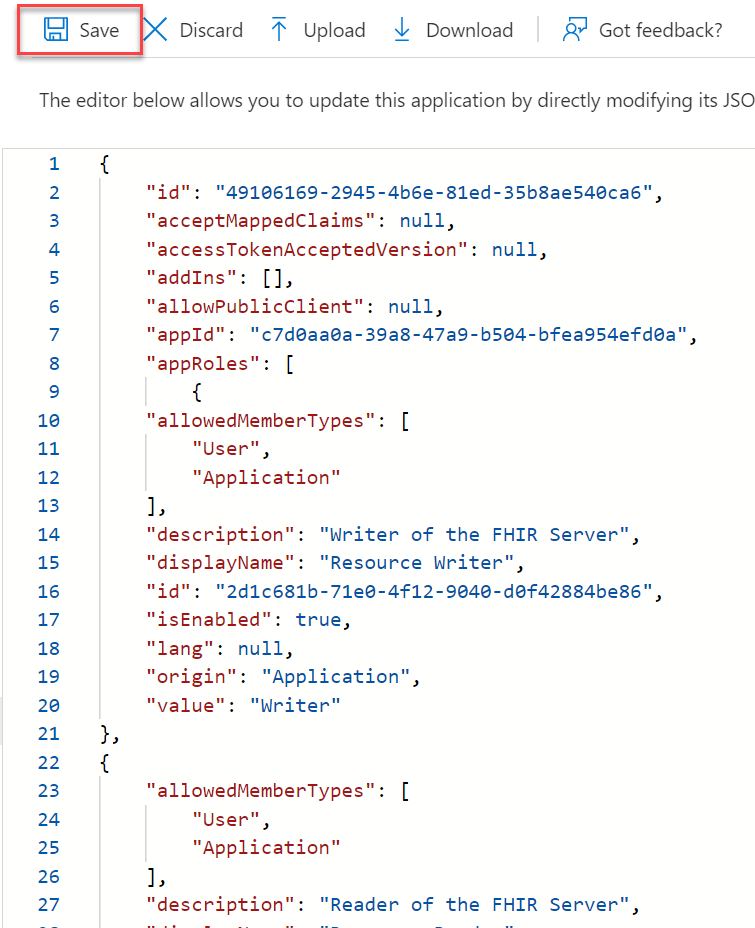 Save Discard Upload Download Got feedback?
The editor below allows you to update this application by directly modifying its JSO
1 {
2 "id": "49106169-2945-4b6e-81ed-35b8ae540ca6",
3 "acceptMappedClaims": null,
4 "accessTokenAcceptedVersion": null,
5 "addIns": [],
6 "allowPublicClient": null,
7 "appId": "c7d0aa0a-39a8-47a9-b504-bfea954efd0a",
8 "appRoles": [
9 {
10 "allowedMemberTypes": [
11 "User",
12 "Application"
13 ],
14 "description": "Writer of the FHIR Server",
15 "displayName": "Resource Writer",
16 "id": "2d1c681b-71e0-4f12-9040-d0f42884be86",
17 "isEnabled": true,
18 "lang": null,
19 "origin": "Application",
20 "value": "Writer"
21 },
22 {
23 "allowedMemberTypes": [
24 "User",
25 "Application"
26 ],
27 "description": "Reader of the FHIR Server",